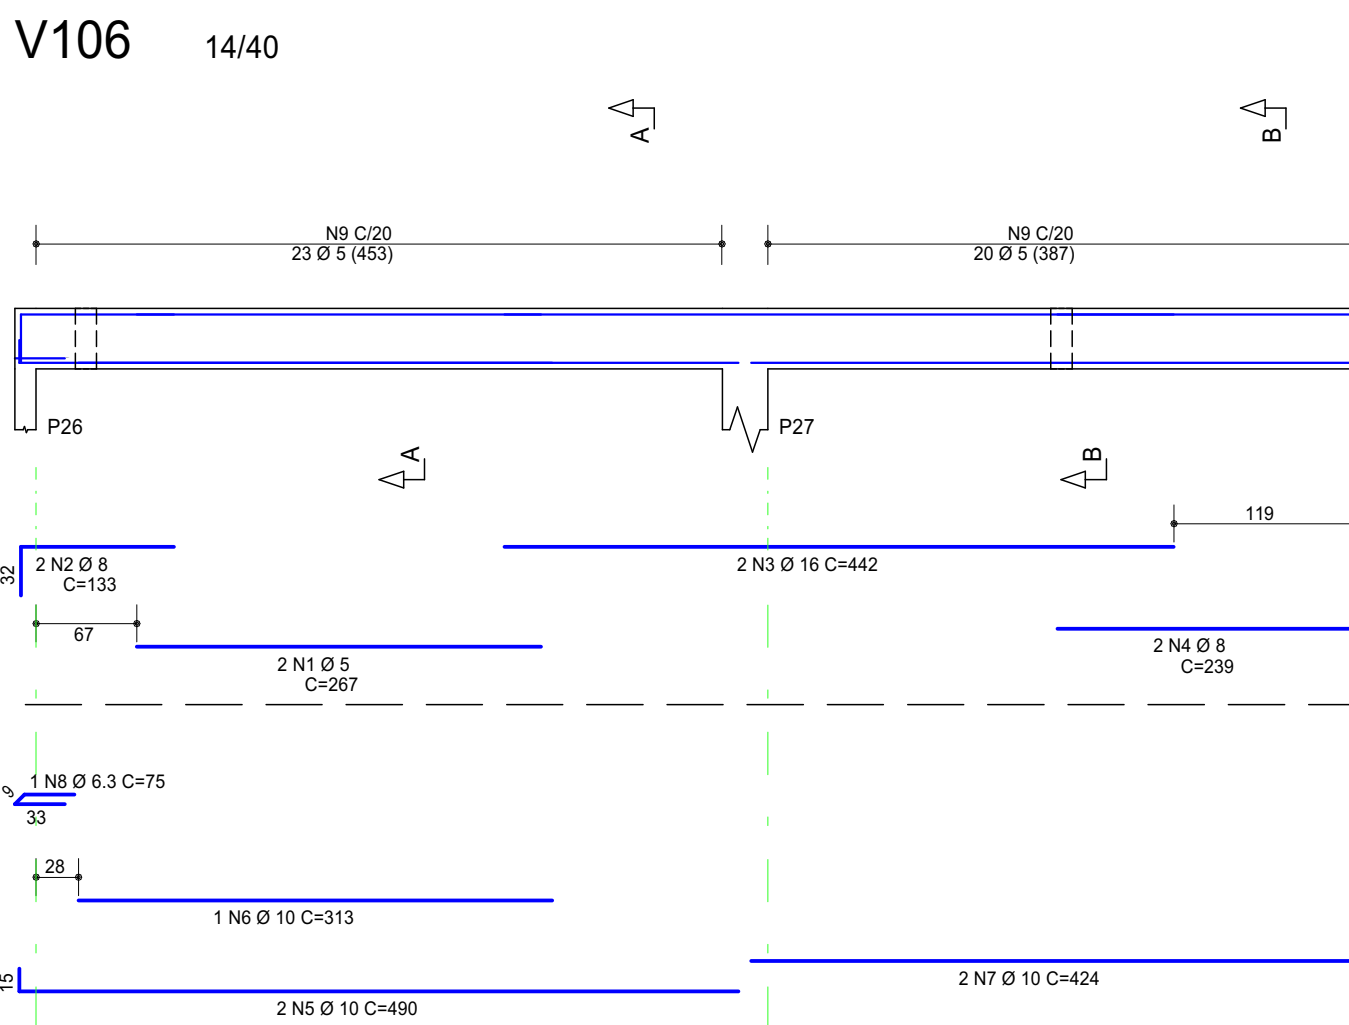 V106 14/40
A
B
N9 C/20
23 Ø 5 (453)
N9 C/20
20 Ø 5 (387)
P26
P27
A
B
119
32
2 N2 Ø 8
C=133
2 N3 Ø 16 C=442
67
2 N1 Ø 5
C=267
2 N4 Ø 8
C=239
1 N8 Ø 6.3 C=75
9
33
28
1 N6 Ø 10 C=313
15
2 N5 Ø 10 C=490
2 N7 Ø 10 C=424